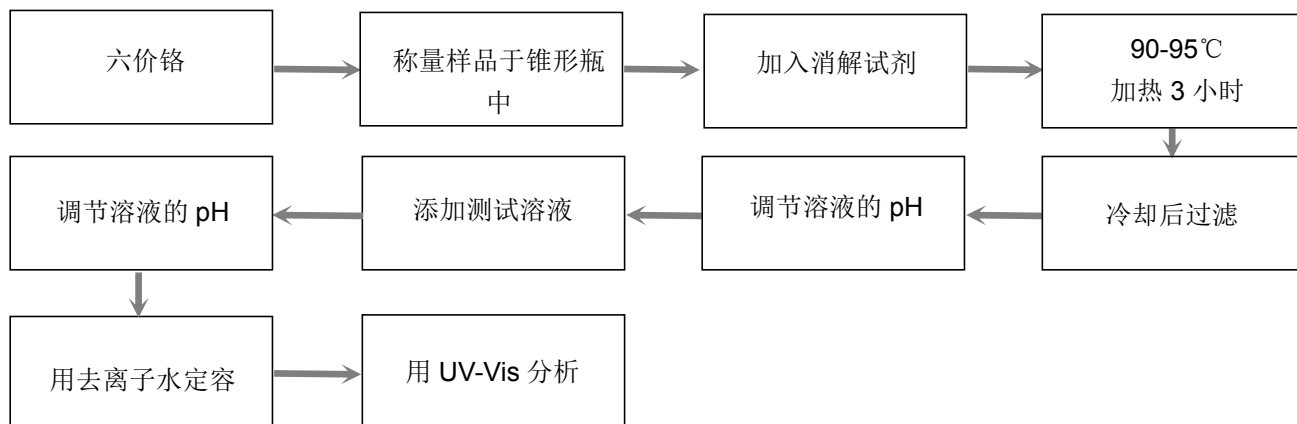 六价铬
称量样品于锥形瓶
中
加入消解试剂
90-95℃
加热 3 小时
冷却后过滤
调节溶液的 pH
添加测试溶液
调节溶液的 pH
用去离子水定容
用 UV-Vis 分析